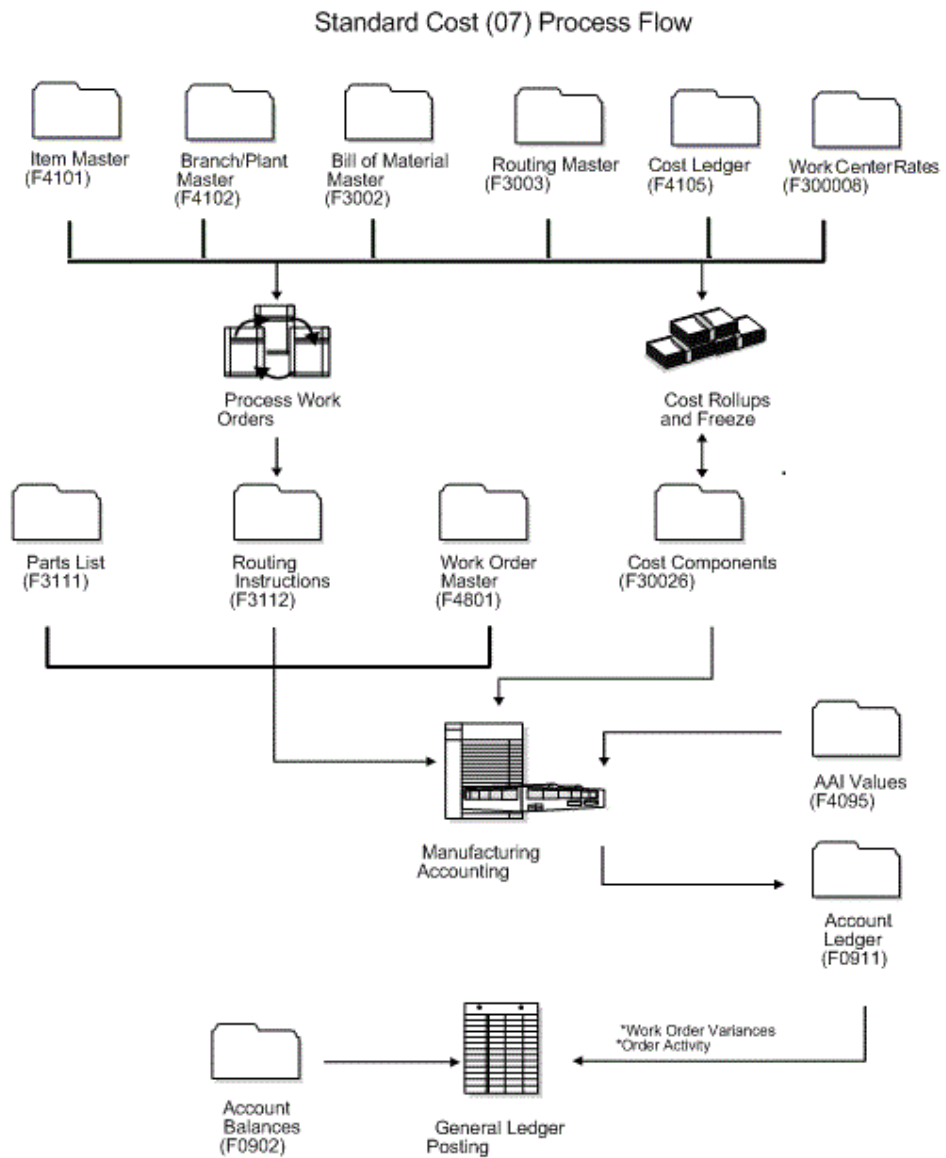 Standard Cost (07) Process Flow
Item Master
(F4101)
Branch/Plant
Master
(F4102)
Bill of Material
Master
(F3002)
Routing Master
(F3003)
Cost Ledger
(F4105)
Work Center Rates
(F300008)
Process Work
Orders
Cost Rollups
and Freeze
Parts List
(F3111)
Routing
Instructions
(F3112)
Work Order
Master
(F4801)
Cost Components
(F30026)
AAI Values
(F4095)
Manufacturing
Accounting
Account
Ledger
(F0911)
*Work Order Variances
*Order Activity
Account
Balances
(F0902)
General Ledger
Posting